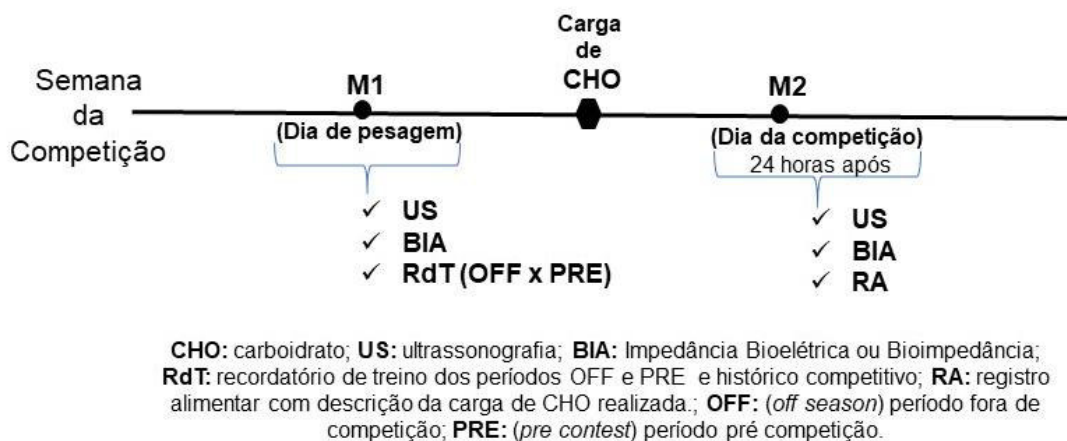 Semana
da
Competição
M1
(Dia de pesagem)
✓ US
✓ BIA
✓ RdT (OFF x PRE)
Carga
de
CHO
M2
(Dia da competição)
24 horas após
✓ US
✓ BIA
✓ RA
CHO: carboidrato; US: ultrassonografia; BIA: Impedância Bioelétrica ou Bioimpedância;
RdT: recordatório de treino dos períodos OFF e PRE e histórico competitivo; RA: registro
alimentar com descrição da carga de CHO realizada.; OFF: (off season) período fora de
competição; PRE: (pre contest) período pré competição.